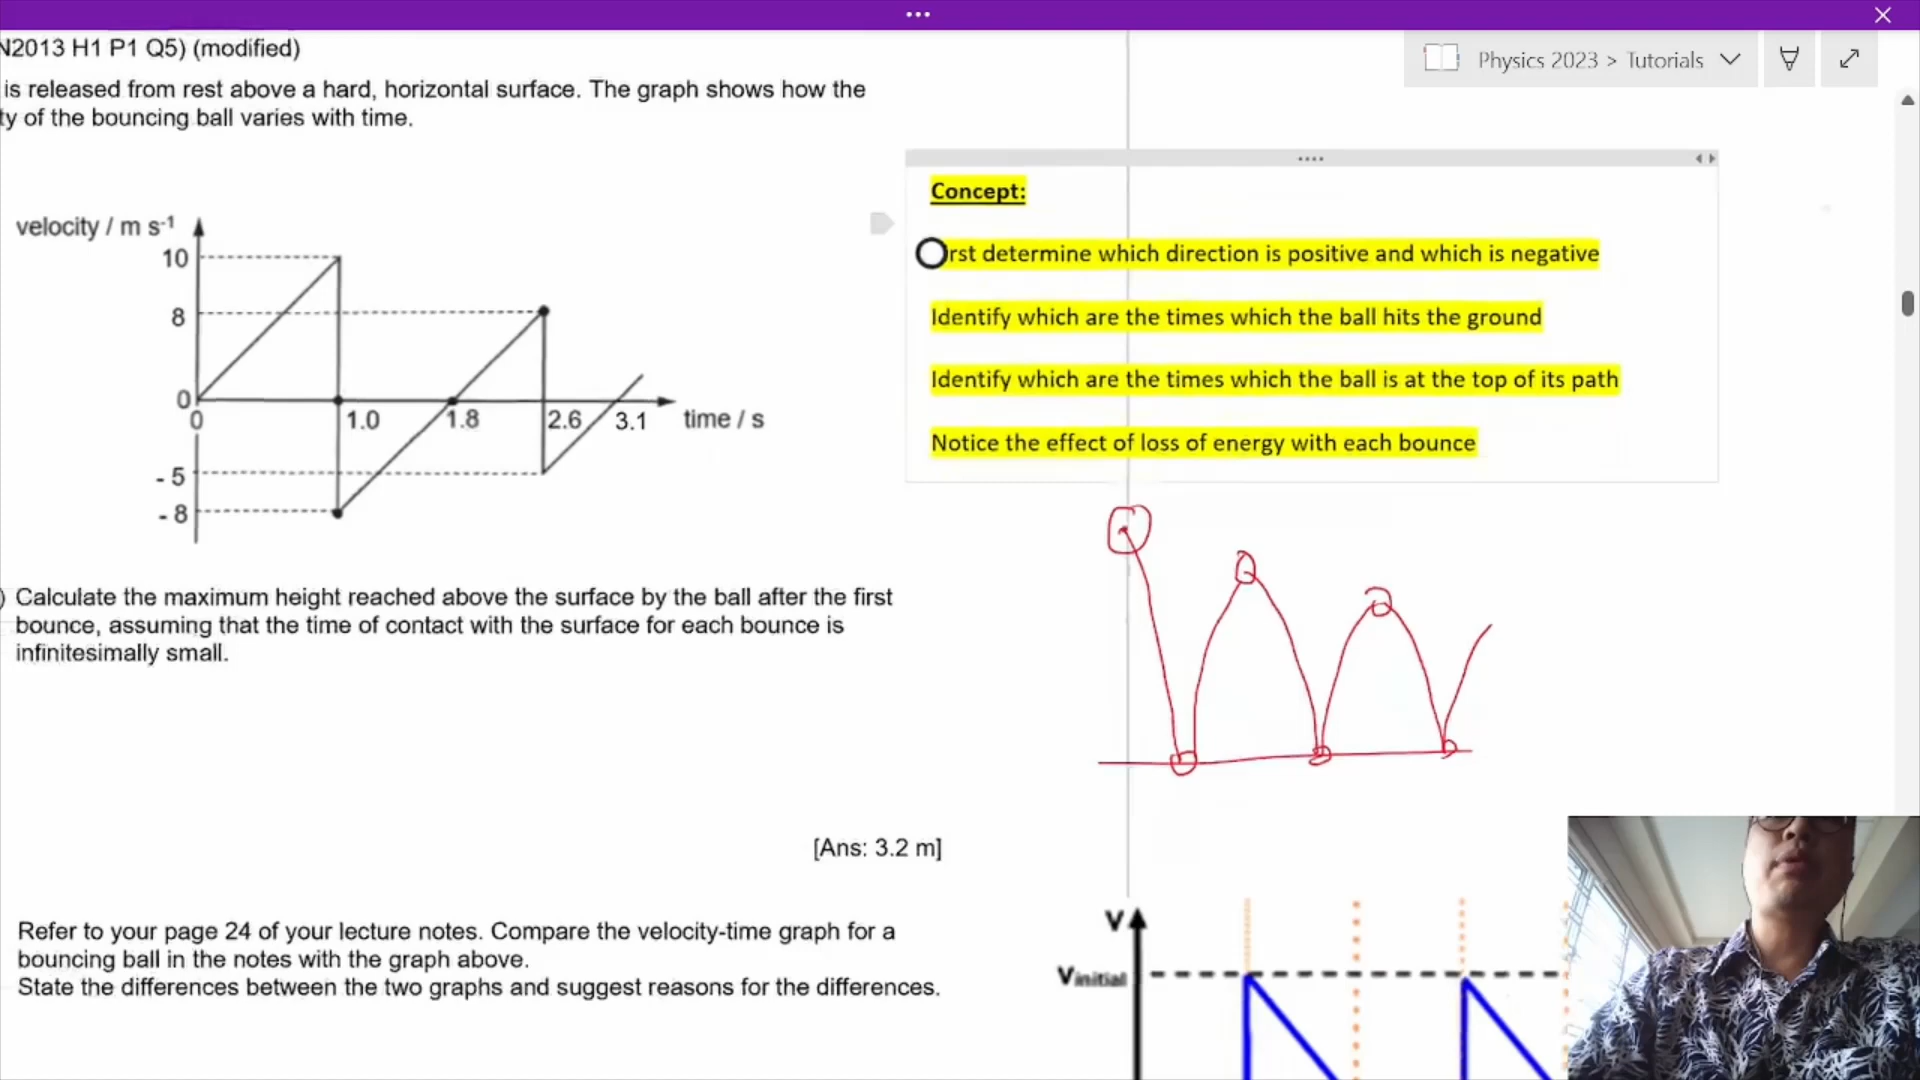 N2013 H1 P1 Q5) (modified)
is released from rest above a hard, horizontal surface. The graph shows how the
ty of the bouncing ball varies with time.
velocity / m s-1
10
8
0
0
1.0
1.8
2.6
3.1
time / s
- 5
- 8
) Calculate the maximum height reached above the surface by the ball after the first
bounce, assuming that the time of contact with the surface for each bounce is
infinitesimally small.
[Ans: 3.2 m]
Refer to your page 24 of your lecture notes. Compare the velocity-time graph for a
bouncing ball in the notes with the graph above.
State the differences between the two graphs and suggest reasons for the differences.
Physics 2023 > Tutorials
Concept:
rst determine which direction is positive and which is negative
Identify which are the times which the ball hits the ground
Identify which are the times which the ball is at the top of its path
Notice the effect of loss of energy with each bounce
V
Vinitial